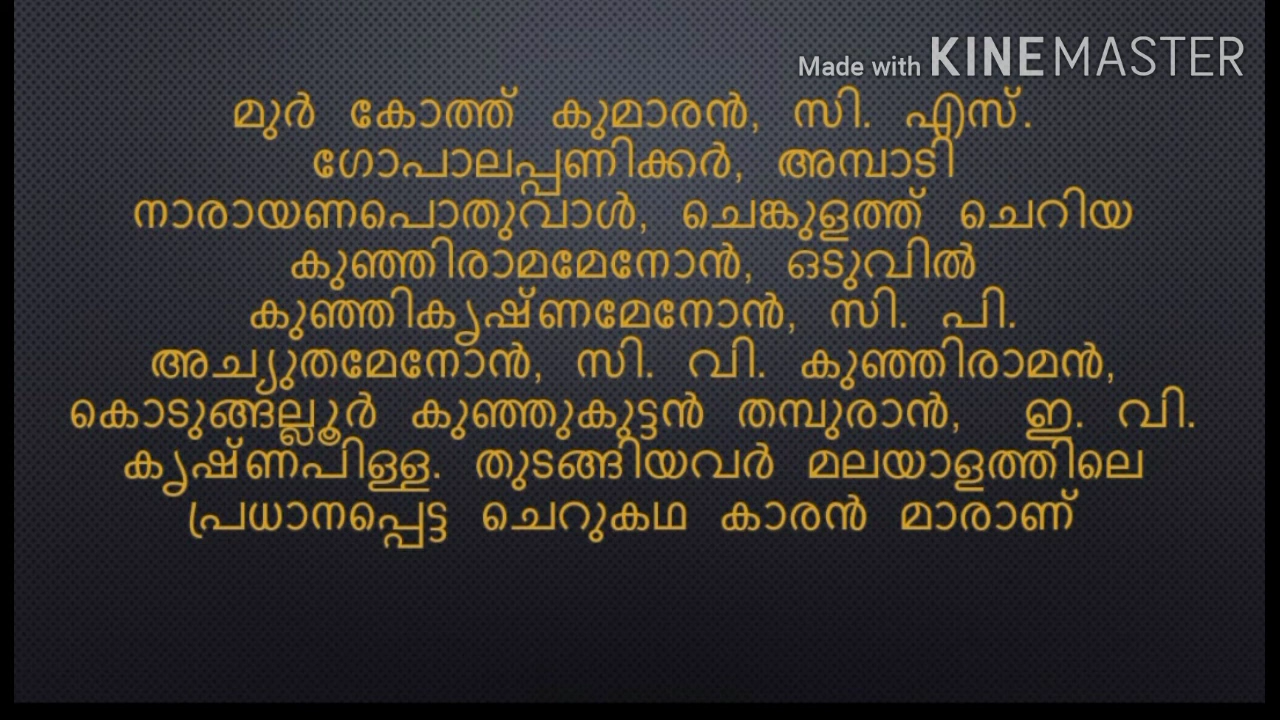 Made with KINEMASTER
മുർ കോത്ത് കുമാരൻ, സി. എസ്.
ഗോപാലപ്പണിക്കർ, അമ്പാടി
നാരായണപൊതുവാൾ, ചെങ്കുളത്ത് ചെറിയ
കുഞ്ഞിരാമമേനോൻ, ഒടുവിൽ
കുഞ്ഞികൃഷ്ണമേനോൻ, സി. പി.
അച്യുതമേനോൻ, സി. വി. കുഞ്ഞിരാമൻ,
കൊടുങ്ങല്ലൂർ കുഞ്ഞുകുട്ടൻ തമ്പുരാൻ, ഇ. വി.
കൃഷ്ണപിള്ള. തുടങ്ങിയവർ മലയാളത്തിലെ
പ്രധാനപ്പെട്ട ചെറുകഥ കാരൻ മാരാണ്